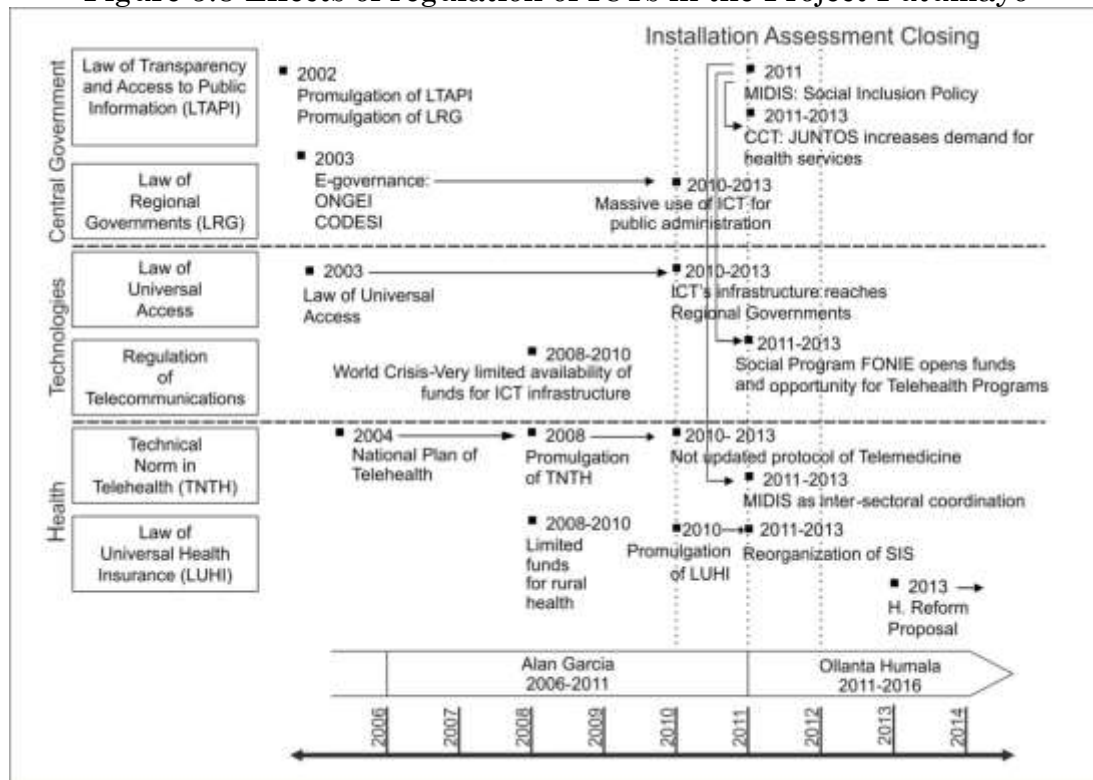 Figure 6.8 Effects of regulation of ICTs in the Project Putumayo
Installation Assessment Closing
Central Government
Law of Transparency
and Access to Public
Information (LTAPI)
2002
Promulgation of LTAPI
Promulgation of LRG
2011
MIDIS: Social Inclusion Policy
2011-2013
CCT: JUNTOS increases demand for
health services
Law of
Regional
Governments (LRG)
2003
E-governance:
ONGEI
CODESI
2010-2013
Massive use of ICT for
public administration
Technologies
Law of
Universal
Access
2003
Law of Universal
Access
2010-2013
ICT's infrastructure reaches
Regional Governments
Regulation
of
Telecommunications
2008-2010
World Crisis-Very limited availability of
funds for ICT infrastructure
2011-2013
Social Program FONIE opens funds
and opportunity for Telehealth Programs
Health
Technical
Norm in
Telehealth (TNTH)
2004
National Plan of
Telehealth
2008
Promulgation
of TNTH
2010- 2013
Not updated protocol of Telemedicine
2011-2013
MIDIS as inter-sectoral coordination
Law of
Universal Health
Insurance (LUHI)
2008-2010
Limited
funds
for rural
health
2010
Promulgation
of LUHI
2011-2013
Reorganization of SIS
2013
H. Reform
Proposal
Alan Garcia
2006-2011
Ollanta Humala
2011-2016
2006
2007
2008
2009
2010
2011
2012
2013
2014